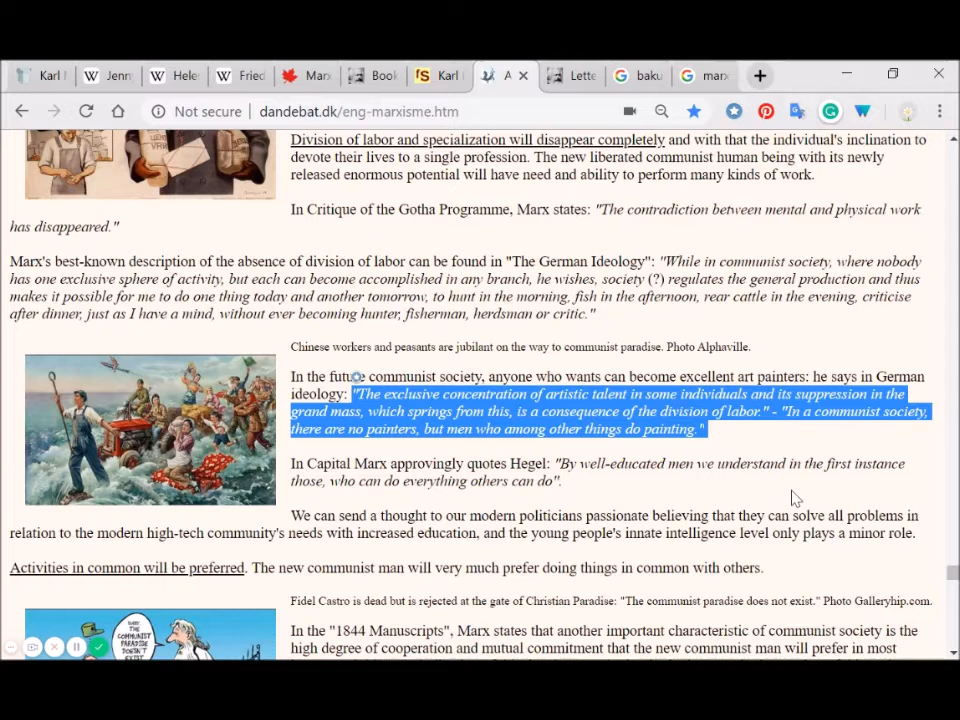 Karl
Jenn
Hele
Fried
Marx
Book
Karl
A
Lette
baku
marx
Not secure | dandebat.dk/eng-marxisme.htm
Division of labor and specialization will disappear completely and with that the individual's inclination to
devote their lives to a single profession. The new liberated communist human being with its newly
released enormous potential will have need and ability to perform many kinds of work.
In Critique of the Gotha Programme, Marx states: "The contradiction between mental and physical work
has disappeared."
Marx's best-known description of the absence of division of labor can be found in "The German Ideology": "While in communist society, where nobody
has one exclusive sphere of activity, but each can become accomplished in any branch, he wishes, society (?) regulates the general production and thus
makes it possible for me to do one thing today and another tomorrow, to hunt in the morning, fish in the afternoon, rear cattle in the evening, criticise
after dinner, just as I have a mind, without ever becoming hunter, fisherman, herdsman or critic."
Chinese workers and peasants are jubilant on the way to communist paradise. Photo Alphaville.
In the future communist society, anyone who wants can become excellent art painters: he says in German
ideology: "The exclusive concentration of artistic talent in some individuals and its suppression in the
grand mass, which springs from this, is a consequence of the division of labor." - "In a communist society,
there are no painters, but men who among other things do painting."
In Capital Marx approvingly quotes Hegel: "By well-educated men we understand in the first instance
those, who can do everything others can do".
We can send a thought to our modern politicians passionate believing that they can solve all problems in
relation to the modern high-tech community's needs with increased education, and the young people's innate intelligence level only plays a minor role.
Activities in common will be preferred. The new communist man will very much prefer doing things in common with others.
Fidel Castro is dead but is rejected at the gate of Christian Paradise: "The communist paradise does not exist." Photo Galleryhip.com.
THE
COMMUNIST
PARADISE
DOESN'T
EXIST
In the "1844 Manuscripts", Marx states that another important characteristic of communist society is the
high degree of cooperation and mutual commitment that the new communist man will prefer in most